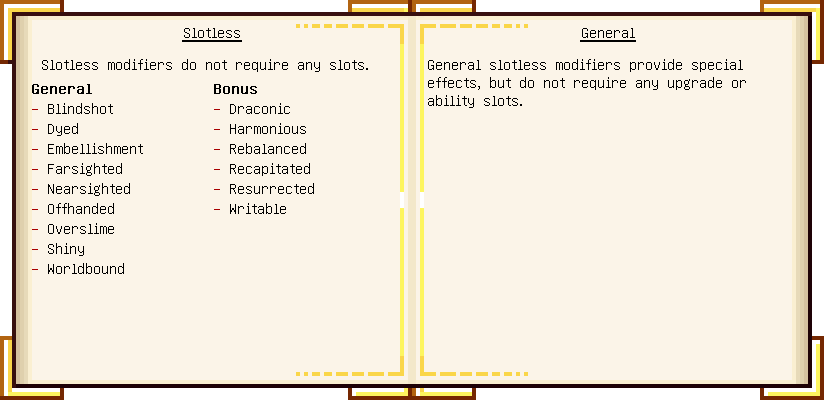 Slotless
Slotless modifiers do not require any slots.
General
- Blindshot
- Dyed
- Embellishment
- Farsighted
- Nearsighted
- Offhanded
- Overslime
- Shiny
- Worldbound
Bonus
- Draconic
- Harmonious
- Rebalanced
- Recapitated
- Resurrected
- Writable
General
General slotless modifiers provide special
effects, but do not require any upgrade or
ability slots.